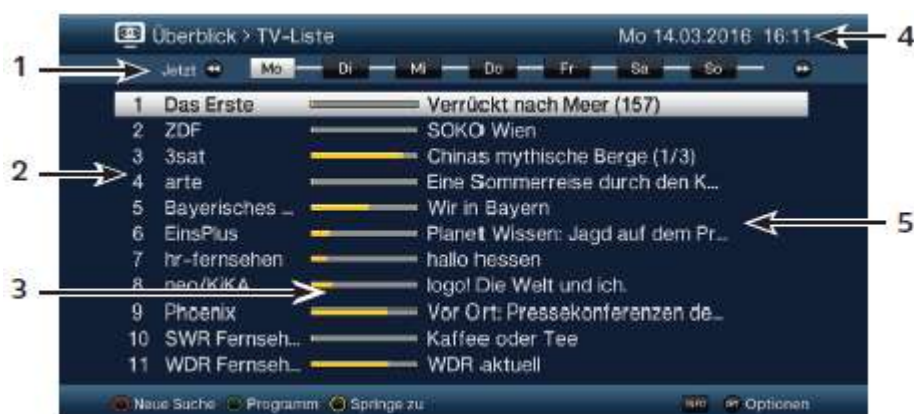 Überblick > TV-Liste Mo 14.03.2016 16:11 4
1 Jetzt Mo Di Mi Do Fr Sa So
1 Das Erste Verrückt nach Meer (157)
2 ZDF SOKO Wien
3 3sat Chinas mythische Berge (1/3)
2
4 arte Eine Sommerreise durch den K...
5 Bayerisches ... Wir in Bayern
5
6 EinsPlus Planet Wissen: Jagd auf dem Pr...
7 hr-fernsehen hallo hessen
3
8 neo/KiKA logo! Die Welt und ich.
9 Phoenix Vor Ort: Pressekonferenzen de...
10 SWR Fernseh... Kaffee oder Tee
11 WDR Fernseh... WDR aktuell
Neue Suche Programm Springe zu INFO OPT Optionen